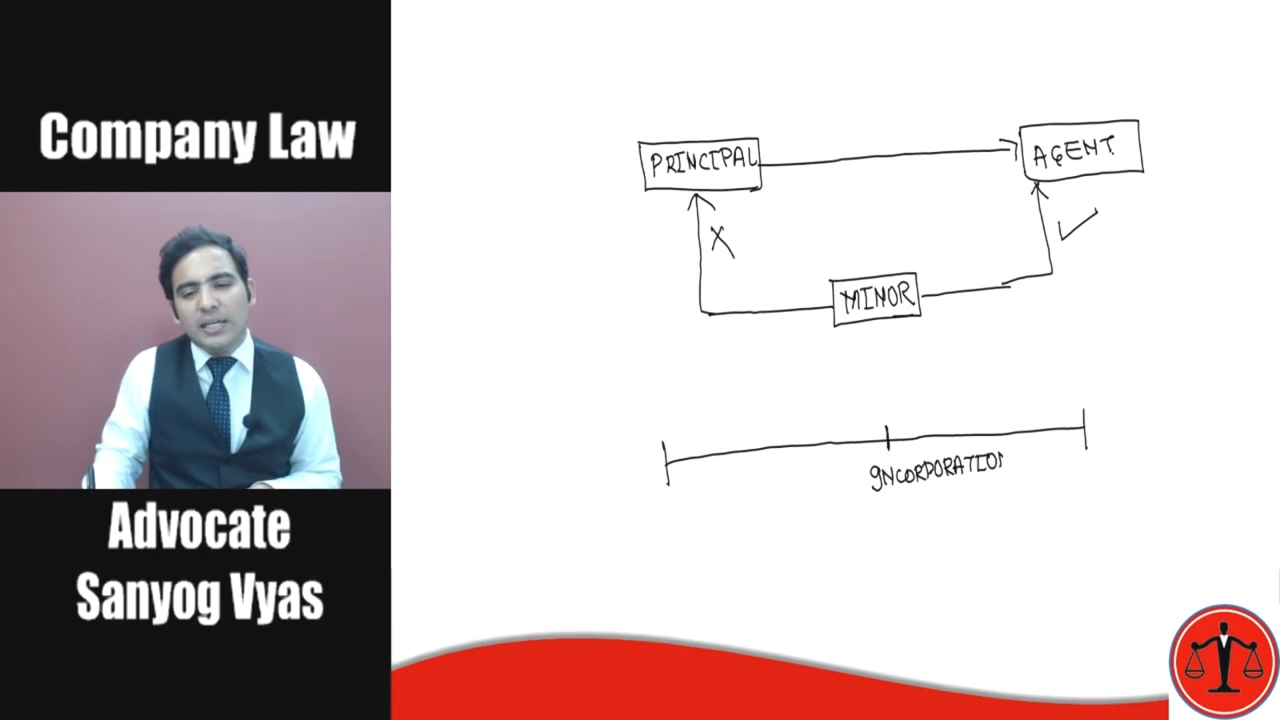 Company Law
Advocate
Sanyog Vyas
PRINCIPAL
AGENT
X
MINOR
INCORPORATION